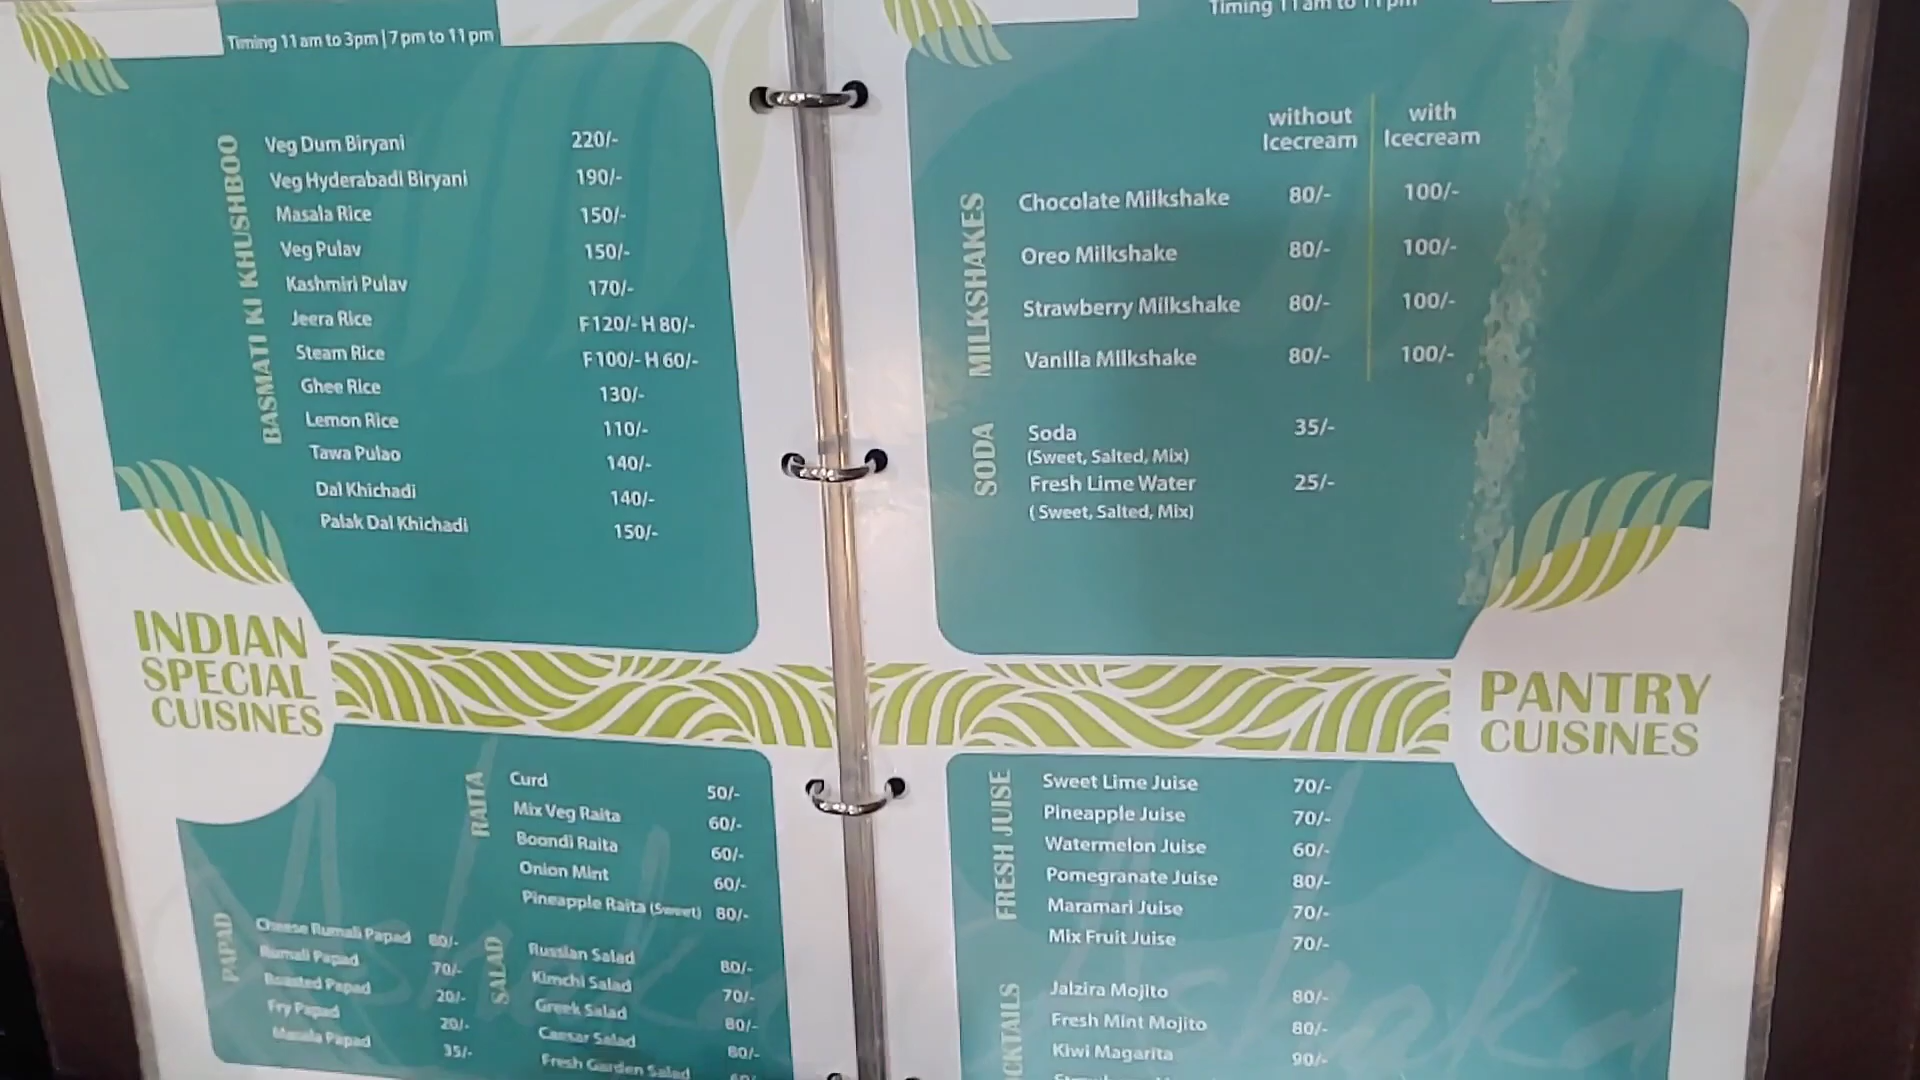 Timing 11 am to 3pm | 7 pm to 11 pm
BASMATI KI KHUSHBOO
Veg Dum Biryani 220/-
Veg Hyderabadi Biryani 190/-
Masala Rice 150/-
Veg Pulav 150/-
Kashmiri Pulav 170/-
Jeera Rice F 120/- H 80/-
Steam Rice F 100/- H 60/-
Ghee Rice 130/-
Lemon Rice 110/-
Tawa Pulao 140/-
Dal Khichadi 140/-
Palak Dal Khichadi 150/-
INDIAN
SPECIAL
CUISINES
RAITA
Curd 50/-
Mix Veg Raita 60/-
Boondi Raita 60/-
Onion Mint 60/-
Pineapple Raita (Sweet) 80/-
PAPAD
Cheese Rumali Papad 80/-
Rumali Papad 70/-
Roasted Papad 20/-
Fry Papad 20/-
Masala Papad 35/-
SALAD
Russian Salad 80/-
Kimchi Salad 70/-
Greek Salad 80/-
Caesar Salad 80/-
Fresh Garden Salad
Timing 11 am to 11 pm
without Icecream
with Icecream
MILKSHAKES
Chocolate Milkshake 80/- 100/-
Oreo Milkshake 80/- 100/-
Strawberry Milkshake 80/- 100/-
Vanilla Milkshake 80/- 100/-
SODA
Soda 35/-
(Sweet, Salted, Mix)
Fresh Lime Water 25/-
( Sweet, Salted, Mix)
PANTRY
CUISINES
FRESH JUISE
Sweet Lime Juise 70/-
Pineapple Juise 70/-
Watermelon Juise 60/-
Pomegranate Juise 80/-
Maramari Juise 70/-
Mix Fruit Juise 70/-
Jalzira Mojito 80/-
Fresh Mint Mojito 80/-
Kiwi Magarita 90/-